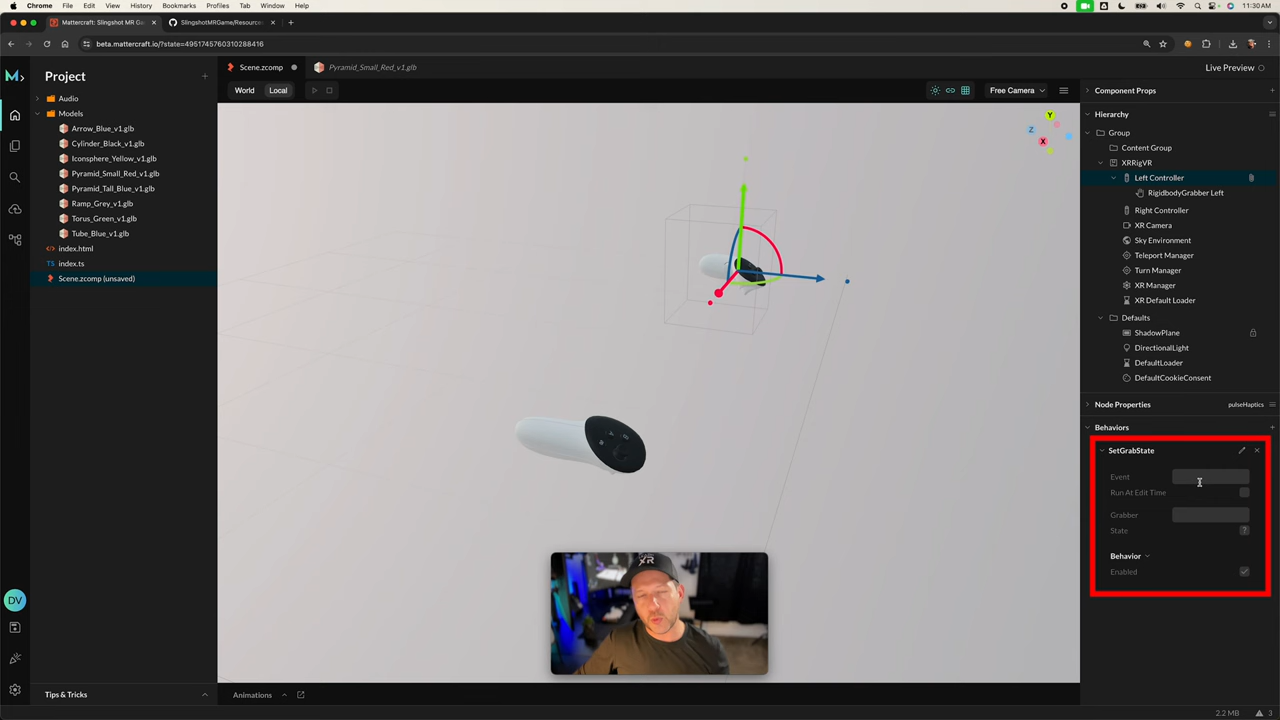 Chrome File Edit View History Bookmarks Profiles Tab Window Help
11:30 AM
Mattercraft: Slingshot MR Ga
SlingshotMRGame/Resource
beta.mattercraft.io/?state=4951745760310288416
M
Project
Scene.zcomp
Pyramid_Small_Red_v1.glb
Live Preview
World
Local
Free Camera
Component Props
Audio
Models
Arrow_Blue_v1.glb
Cylinder_Black_v1.glb
Iconsphere_Yellow_v1.glb
Pyramid_Small_Red_v1.glb
Pyramid_Tall_Blue_v1.glb
Ramp_Grey_v1.glb
Torus_Green_v1.glb
Tube_Blue_v1.glb
index.html
TS index.ts
Scene.zcomp (unsaved)
Y
Z
X
Hierarchy
Group
Content Group
XRRigVR
Left Controller
RigidbodyGrabber Left
Right Controller
XR Camera
Sky Environment
Teleport Manager
Turn Manager
XR Manager
XR Default Loader
Defaults
ShadowPlane
DirectionalLight
DefaultLoader
DefaultCookieConsent
Node Properties
pulseHaptics
Behaviors
SetGrabState
Event
Run At Edit Time
Grabber
State
?
Behavior
Enabled
XR
DV
Tips & Tricks
Animations
2.2 MB
3